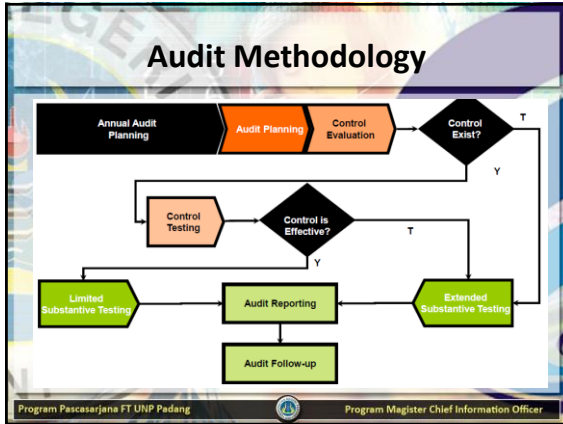 Audit Methodology
Annual Audit
Planning
Audit Planning
Control
Evaluation
Control
Exist?
T
Y
Control
Testing
Control is
Effective?
T
Y
Limited
Substantive Testing
Audit Reporting
Extended
Substantive Testing
Audit Follow-up
Program Pascasarjana FT UNP Padang
Program Magister Chief Information Officer